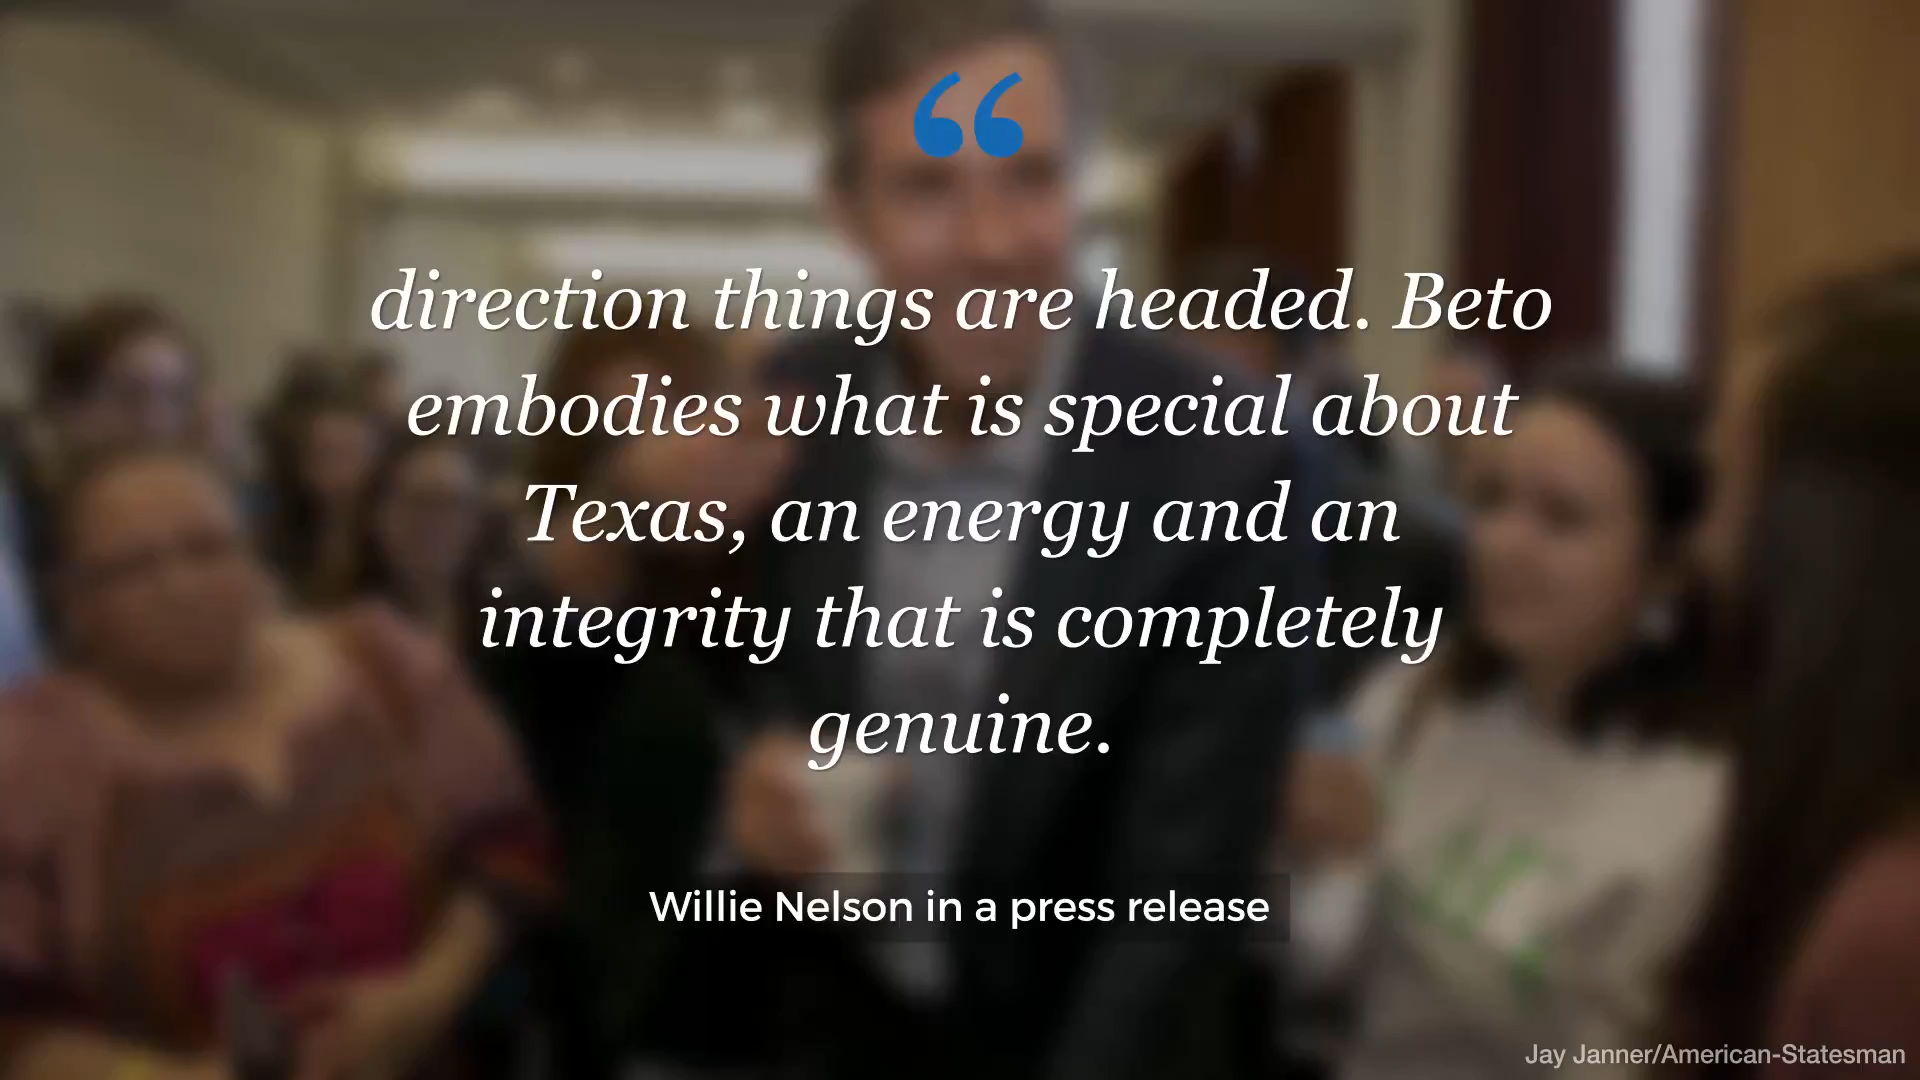 “
direction things are headed. Beto
embodies what is special about
Texas, an energy and an
integrity that is completely
genuine.
Willie Nelson in a press release
Jay Janner/American-Statesman